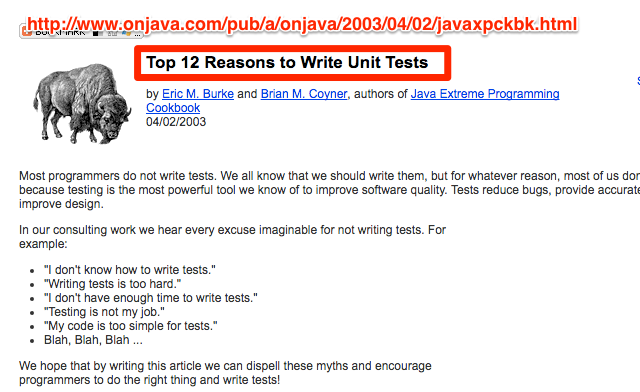 http://www.onjava.com/pub/a/onjava/2003/04/02/javaxpckbk.html
BOOKMARK
Top 12 Reasons to Write Unit Tests
by Eric M. Burke and Brian M. Coyner, authors of Java Extreme Programming
Cookbook
04/02/2003
Most programmers do not write tests. We all know that we should write them, but for whatever reason, most of us don
because testing is the most powerful tool we know of to improve software quality. Tests reduce bugs, provide accurate
improve design.
In our consulting work we hear every excuse imaginable for not writing tests. For
example:
• "I don't know how to write tests."
• "Writing tests is too hard."
• "I don't have enough time to write tests."
• "Testing is not my job."
• "My code is too simple for tests."
• Blah, Blah, Blah ...
We hope that by writing this article we can dispell these myths and encourage
programmers to do the right thing and write tests!